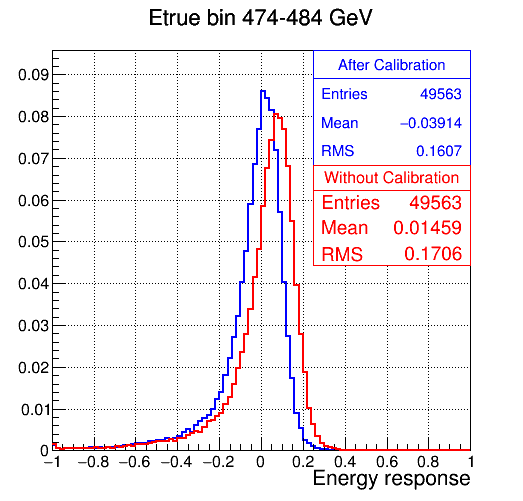 Etrue bin 474-484 GeV
After Calibration
Entries 49563
Mean −0.03914
RMS 0.1607
Without Calibration
Entries 49563
Mean 0.01459
RMS 0.1706
0.09
0.08
0.07
0.06
0.05
0.04
0.03
0.02
0.01
0
−1 −0.8 −0.6 −0.4 −0.2 0 0.2 0.4 0.6 0.8 1
Energy response